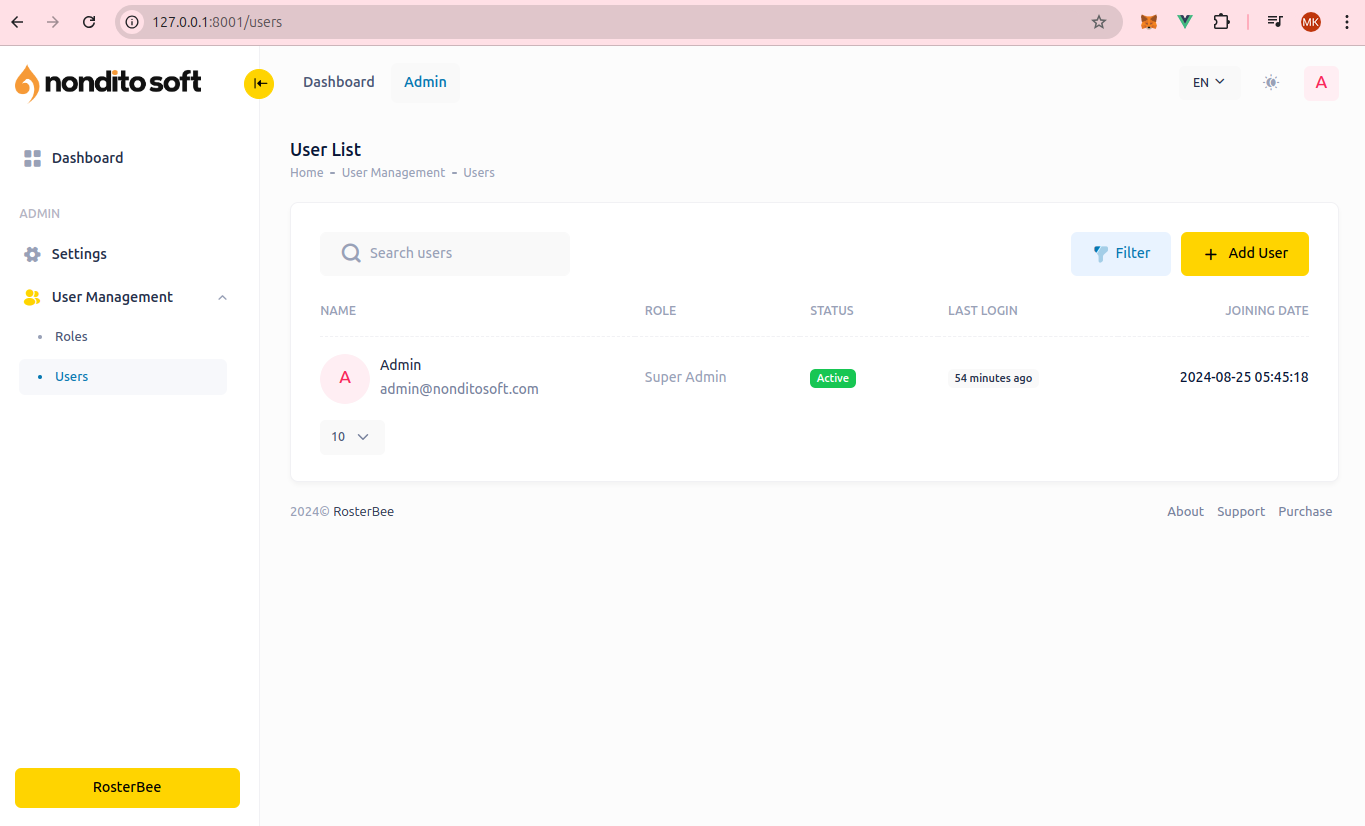 127.0.0.1:8001/users
MK
nondito soft
Dashboard
Admin
EN
A
Dashboard
ADMIN
Settings
User Management
Roles
Users
RosterBee
User List
Home - User Management - Users
Search users
Filter
+ Add User
NAME ROLE STATUS LAST LOGIN JOINING DATE
A
Admin
admin@nonditosoft.com
Super Admin
Active
54 minutes ago
2024-08-25 05:45:18
10
2024© RosterBee
About Support Purchase